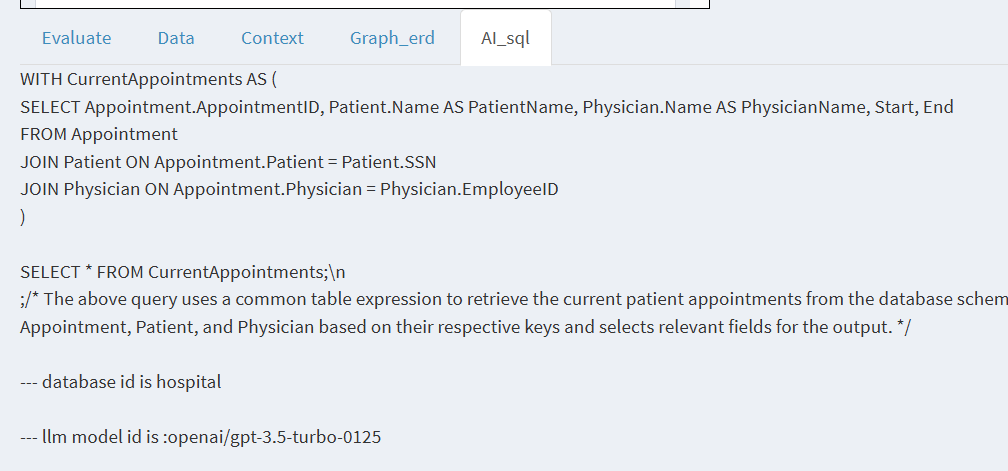 Evaluate Data Context Graph_erd AI_sql
WITH CurrentAppointments AS (
SELECT Appointment.AppointmentID, Patient.Name AS PatientName, Physician.Name AS PhysicianName, Start, End
FROM Appointment
JOIN Patient ON Appointment.Patient = Patient.SSN
JOIN Physician ON Appointment.Physician = Physician.EmployeeID
)
SELECT * FROM CurrentAppointments;\n
;/* The above query uses a common table expression to retrieve the current patient appointments from the database schem
Appointment, Patient, and Physician based on their respective keys and selects relevant fields for the output. */
--- database id is hospital
--- llm model id is :openai/gpt-3.5-turbo-0125